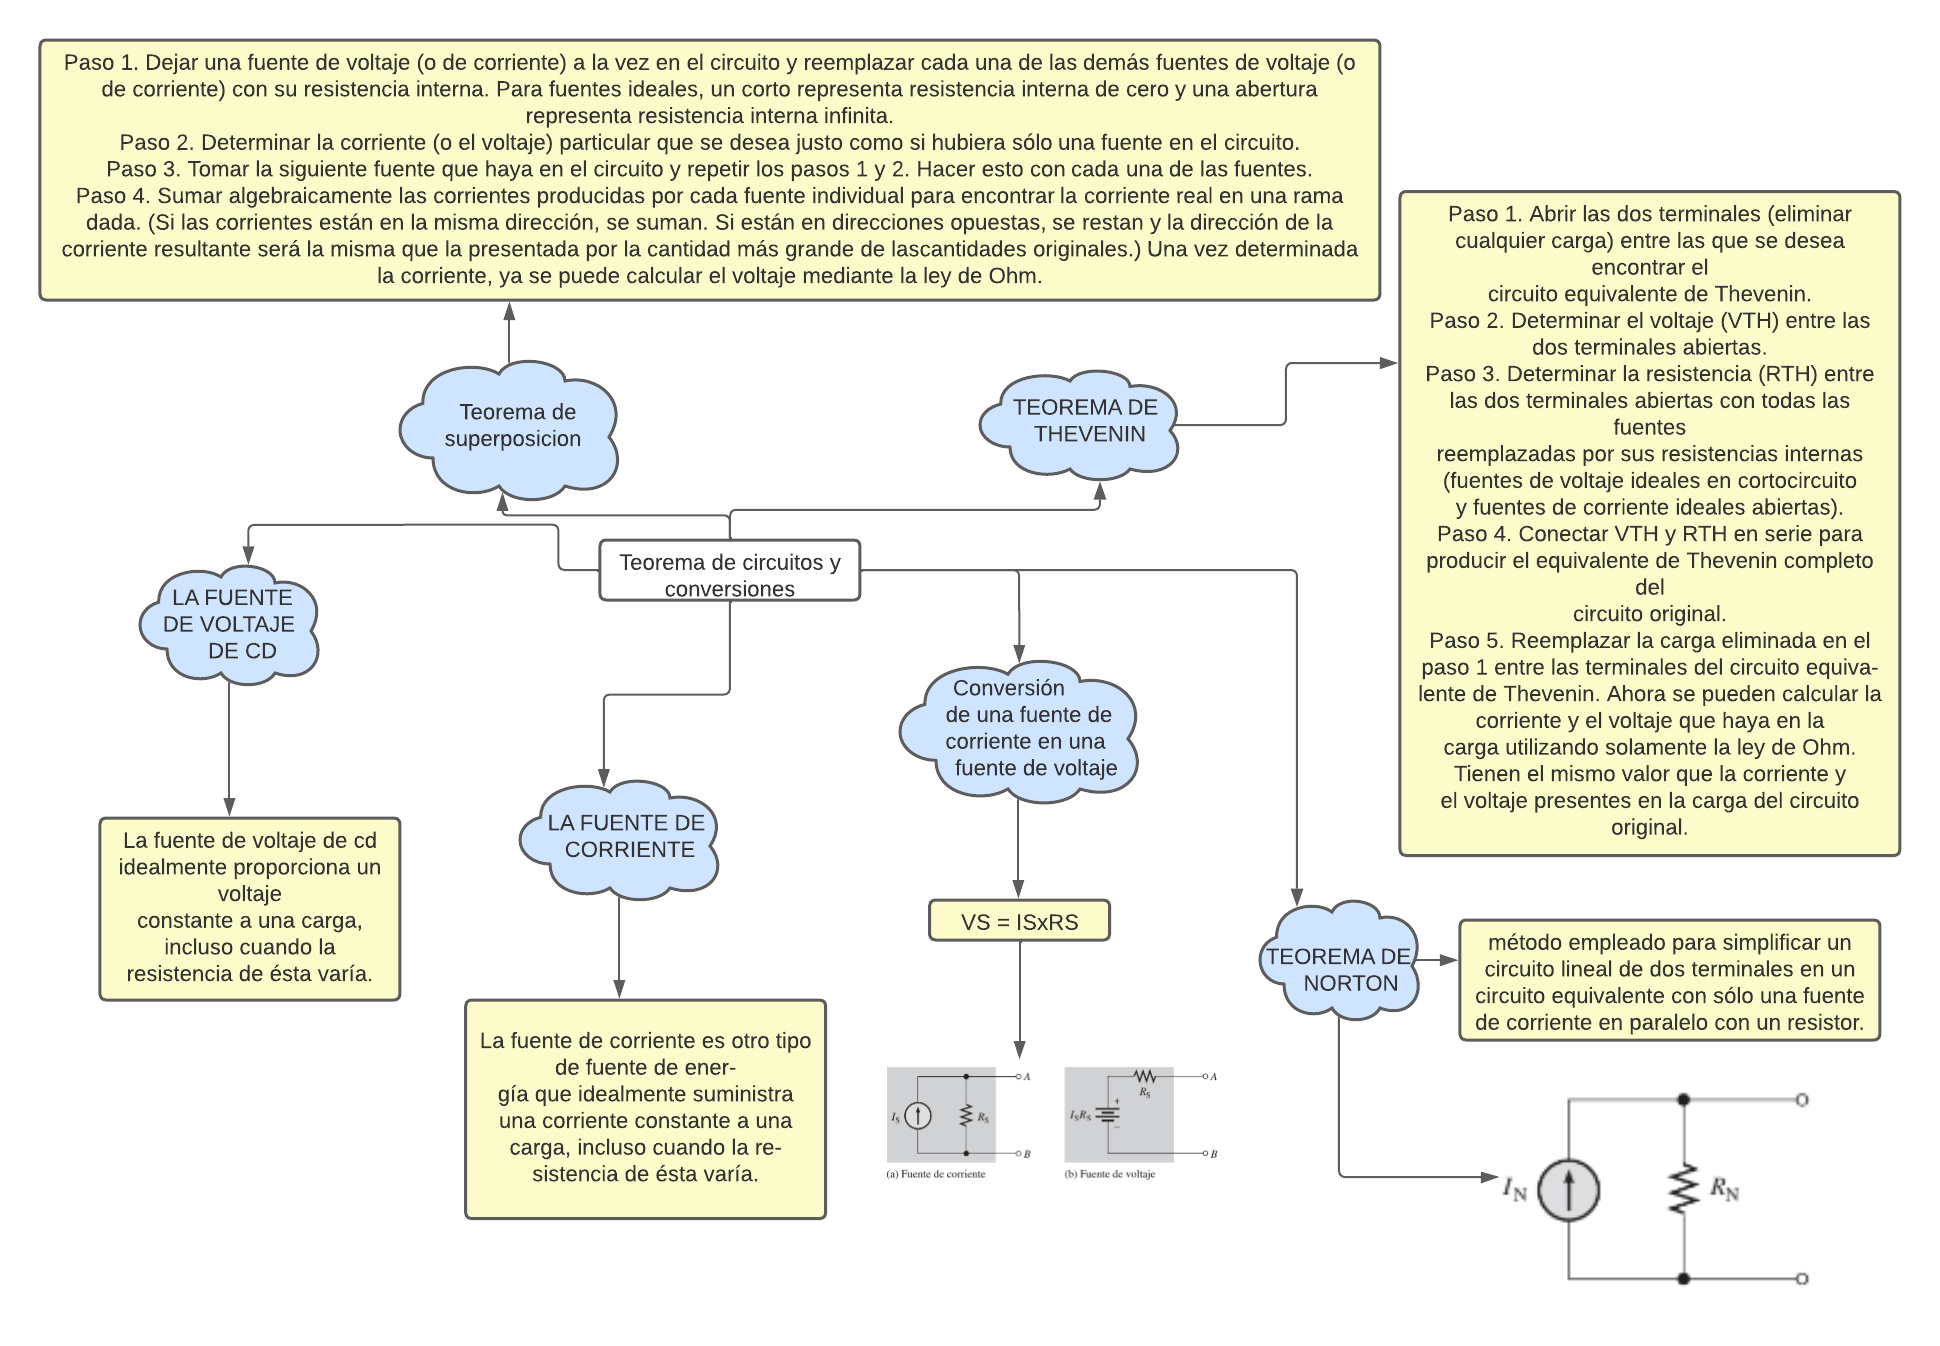 Paso 1. Dejar una fuente de voltaje (o de corriente) a la vez en el circuito y reemplazar cada una de las demás fuentes de voltaje (o
de corriente) con su resistencia interna. Para fuentes ideales, un corto representa resistencia interna de cero y una abertura
representa resistencia interna infinita.
Paso 2. Determinar la corriente (o el voltaje) particular que se desea justo como si hubiera sólo una fuente en el circuito.
Paso 3. Tomar la siguiente fuente que haya en el circuito y repetir los pasos 1 y 2. Hacer esto con cada una de las fuentes.
Paso 4. Sumar algebraicamente las corrientes producidas por cada fuente individual para encontrar la corriente real en una rama
dada. (Si las corrientes están en la misma dirección, se suman. Si están en direcciones opuestas, se restan y la dirección de la
corriente resultante será la misma que la presentada por la cantidad más grande de lascantidades originales.) Una vez determinada
la corriente, ya se puede calcular el voltaje mediante la ley de Ohm.
Paso 1. Abrir las dos terminales (eliminar
cualquier carga) entre las que se desea
encontrar el
circuito equivalente de Thevenin.
Paso 2. Determinar el voltaje (VTH) entre las
dos terminales abiertas.
Paso 3. Determinar la resistencia (RTH) entre
las dos terminales abiertas con todas las
fuentes
reemplazadas por sus resistencias internas
(fuentes de voltaje ideales en cortocircuito
y fuentes de corriente ideales abiertas).
Paso 4. Conectar VTH y RTH en serie para
producir el equivalente de Thevenin completo
del
circuito original.
Paso 5. Reemplazar la carga eliminada en el
paso 1 entre las terminales del circuito equiva-
lente de Thevenin. Ahora se pueden calcular la
corriente y el voltaje que haya en la
carga utilizando solamente la ley de Ohm.
Tienen el mismo valor que la corriente y
el voltaje presentes en la carga del circuito
original.
Teorema de
superposicion
TEOREMA DE
THEVENIN
Teorema de circuitos y
conversiones
LA FUENTE
DE VOLTAJE
DE CD
Conversión
de una fuente de
corriente en una
fuente de voltaje
LA FUENTE DE
CORRIENTE
La fuente de voltaje de cd
idealmente proporciona un
voltaje
constante a una carga,
incluso cuando la
resistencia de ésta varía.
VS = ISxRS
TEOREMA DE
NORTON
método empleado para simplificar un
circuito lineal de dos terminales en un
circuito equivalente con sólo una fuente
de corriente en paralelo con un resistor.
La fuente de corriente es otro tipo
de fuente de ener-
gía que idealmente suministra
una corriente constante a una
carga, incluso cuando la re-
sistencia de ésta varía.
A
IS
RS
B
(a) Fuente de corriente
A
RS
+
ISRS
–
B
(b) Fuente de voltaje
IN
RN